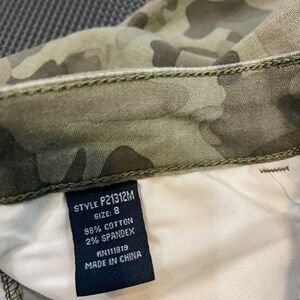 STYLE P21312M
SIZE: 8
98% COTTON
2% SPANDEX
RN111819
MADE IN CHINA